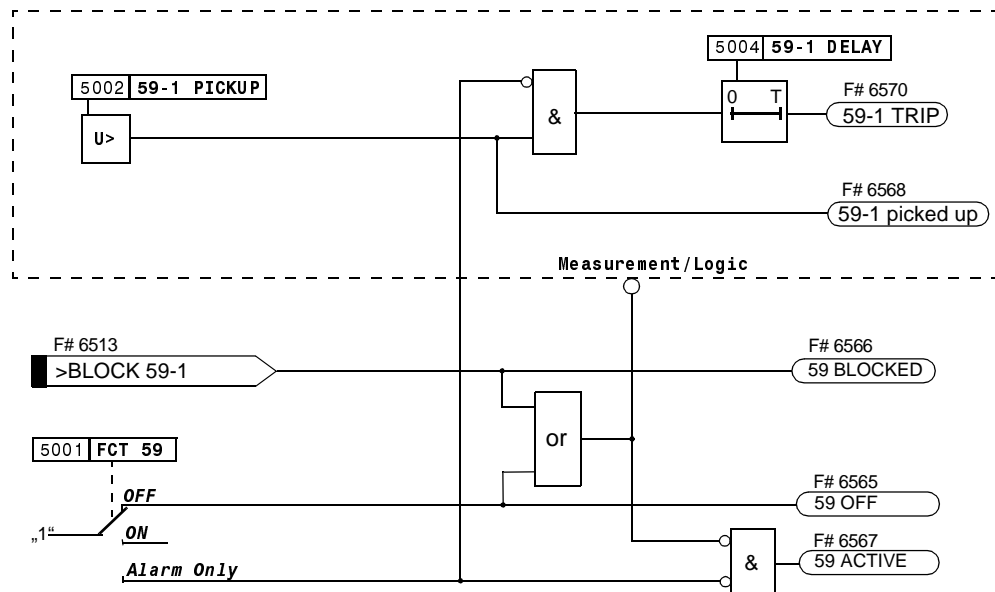 5004 59-1 DELAY
5002 59-1 PICKUP
0 T
F# 6570
59-1 TRIP
&
U>
F# 6568
59-1 picked up
Measurement/Logic
F# 6513
>BLOCK 59-1
F# 6566
59 BLOCKED
or
5001 FCT 59
F# 6565
59 OFF
OFF
„1“
ON
F# 6567
59 ACTIVE
&
Alarm Only